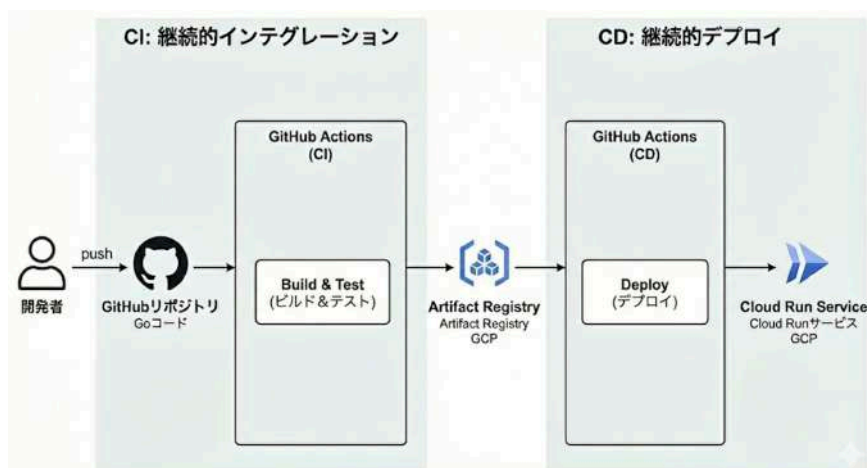 CI: 継続的インテグレーション
CD: 継続的デプロイ
GitHub Actions
(CI)
GitHub Actions
(CD)
push
開発者
GitHubリポジトリ
Goコード
Build & Test
(ビルド&テスト)
Artifact Registry
Artifact Registry
GCP
Deploy
(デプロイ)
Cloud Run Service
Cloud Runサービス
GCP